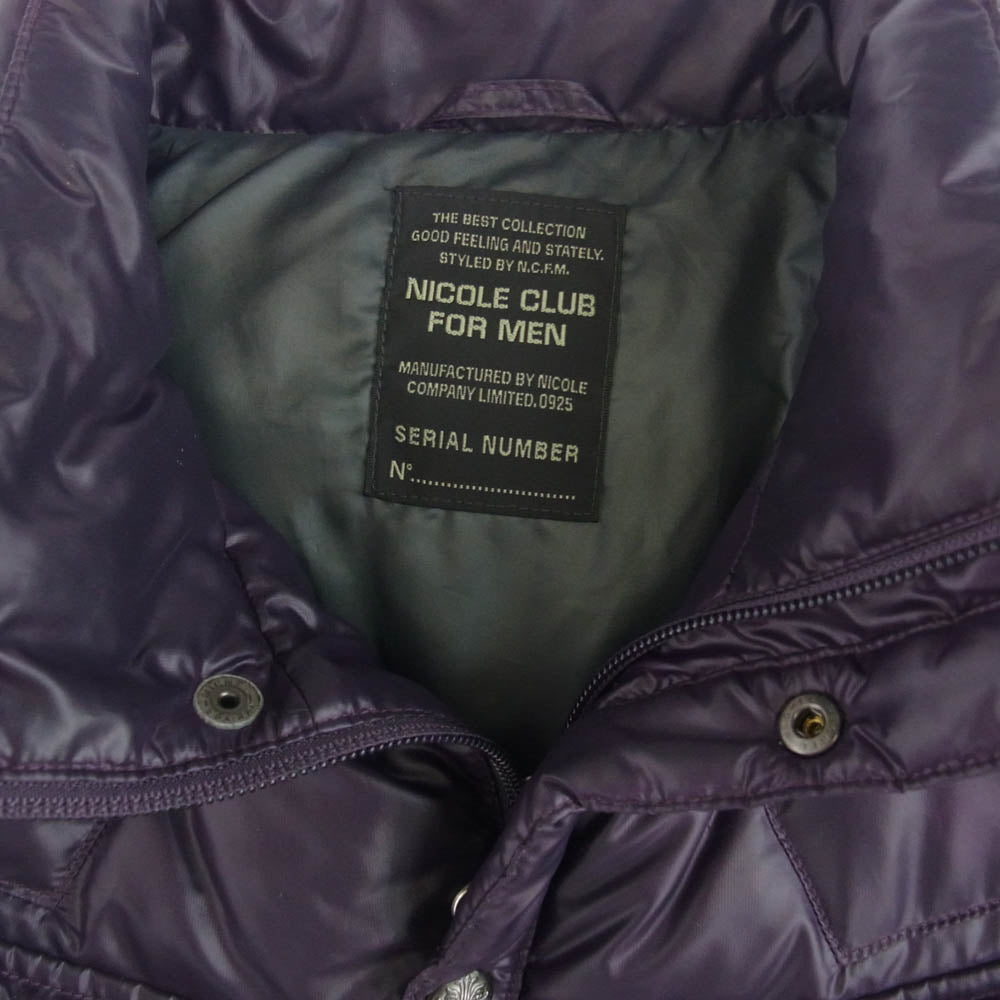 THE BEST COLLECTION
GOOD FEELING AND STATELY.
STYLED BY N.C.F.M.
NICOLE CLUB
FOR MEN
MANUFACTURED BY NICOLE
COMPANY LIMITED. 0925
SERIAL NUMBER
N°..............................